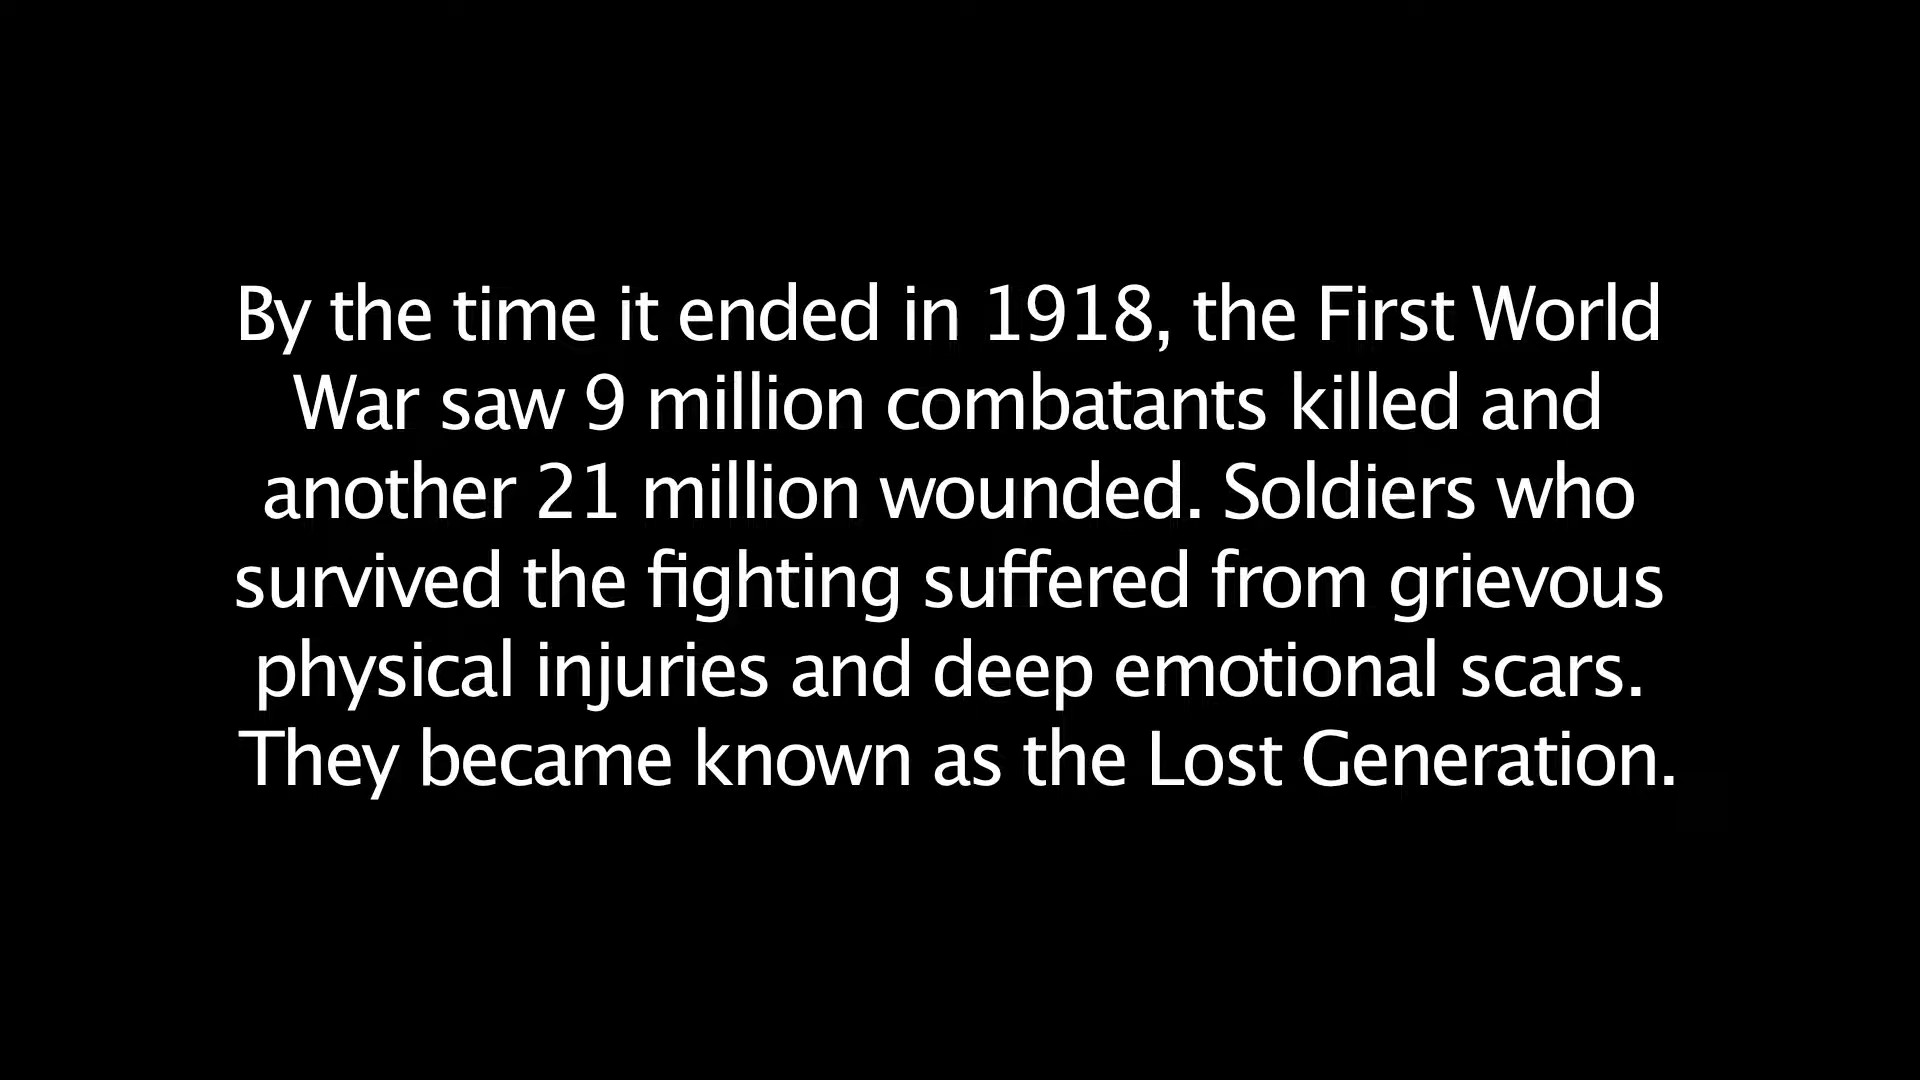 By the time it ended in 1918, the First World
War saw 9 million combatants killed and
another 21 million wounded. Soldiers who
survived the fighting suffered from grievous
physical injuries and deep emotional scars.
They became known as the Lost Generation.